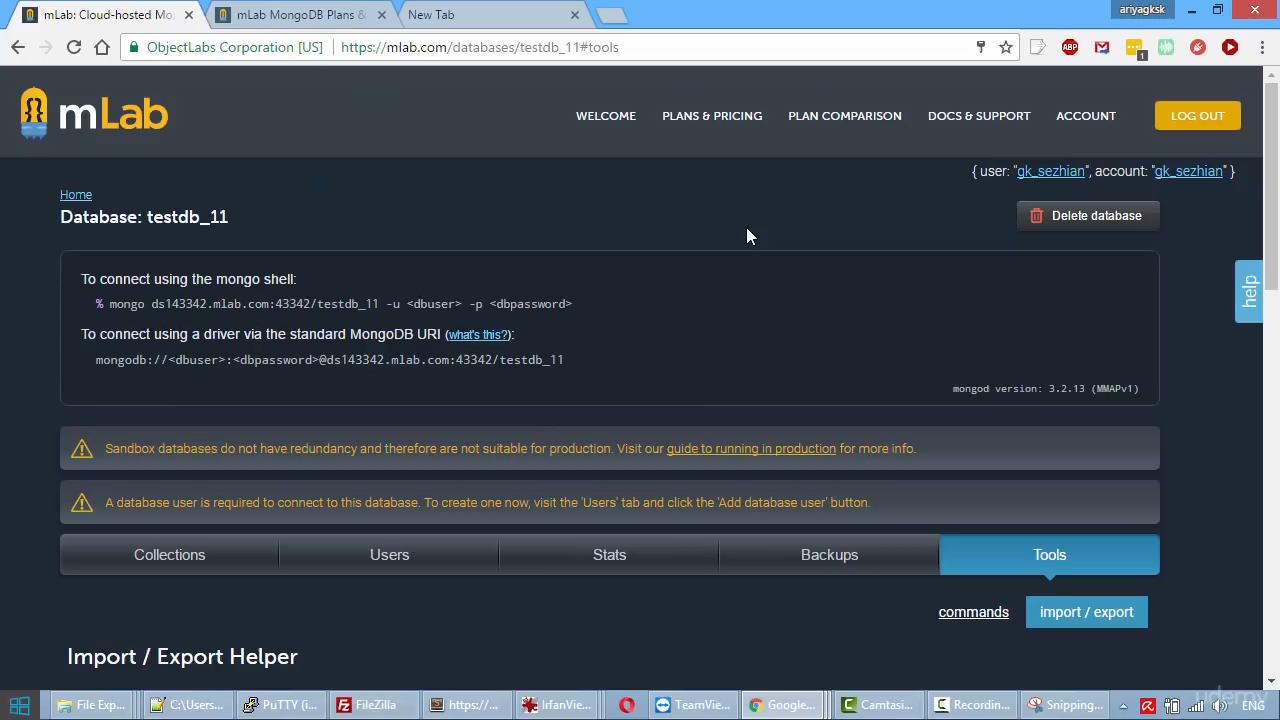 mLab: Cloud-hosted Mo
mLab MongoDB Plans &
New Tab
ariyagksk
ObjectLabs Corporation [US]
https://mlab.com/databases/testdb_11#tools
ABP
1
mLab
WELCOME
PLANS & PRICING
PLAN COMPARISON
DOCS & SUPPORT
ACCOUNT
LOG OUT
{ user: "gk_sezhian", account: "gk_sezhian" }
Home
Database: testdb_11
Delete database
To connect using the mongo shell:
% mongo ds143342.mlab.com:43342/testdb_11 -u <dbuser> -p <dbpassword>
To connect using a driver via the standard MongoDB URI (what's this?):
mongodb://<dbuser>:<dbpassword>@ds143342.mlab.com:43342/testdb_11
mongod version: 3.2.13 (MMAPv1)
help
Sandbox databases do not have redundancy and therefore are not suitable for production. Visit our guide to running in production for more info.
A database user is required to connect to this database. To create one now, visit the 'Users' tab and click the 'Add database user' button.
Collections
Users
Stats
Backups
Tools
commands
import / export
Import / Export Helper
File Exp...
C:\Users...
PuTTY (i...
FileZilla
https://...
IrfanVie...
TeamVie...
Google...
Camtasi...
Recordin...
Snipping...
ENG
udemy